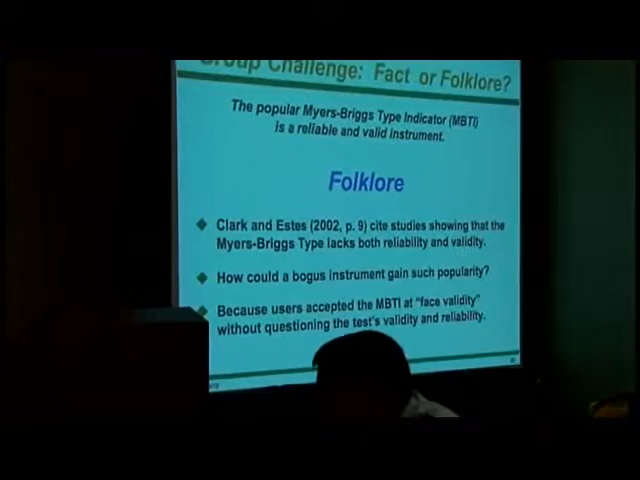 Group Challenge: Fact or Folklore?
The popular Myers-Briggs Type Indicator (MBTI)
is a reliable and valid instrument.
Folklore
Clark and Estes (2002, p. 9) cite studies showing that the
Myers-Briggs Type lacks both reliability and validity.
How could a bogus instrument gain such popularity?
Because users accepted the MBTI at "face validity"
without questioning the test's validity and reliability.